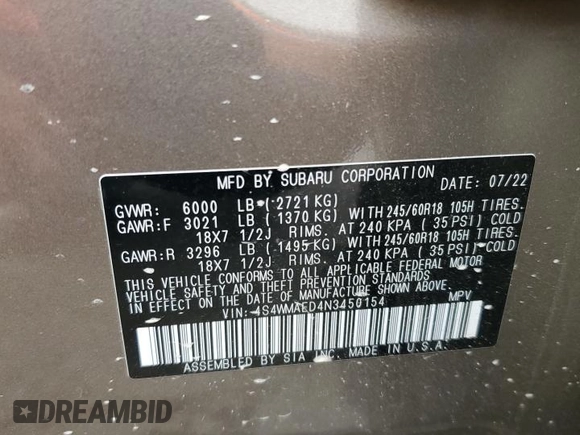 MFD BY SUBARU CORPORATION DATE: 07/22
GVWR: 6000 LB (2721 KG)
GAWR:F 3021 LB (1370 KG) WITH 245/60R18 105H TIRES.
18X7 1/2J RIMS. AT 240 KPA (35 PSI) COLD
GAWR:R 3296 LB (1495 KG) WITH 245/60R18 105H TIRES.
18X7 1/2J RIMS. AT 240 KPA (35 PSI) COLD
THIS VEHICLE CONFORMS TO ALL APPLICABLE FEDERAL MOTOR
VEHICLE SAFETY AND THEFT PREVENTION STANDARDS
IN EFFECT ON THE DATE OF MANUFACTURE SHOWN ABOVE.
VIN: 4S4WMAED4N3450154 MPV
ASSEMBLED BY SIA INC. MADE IN U.S.A.
DREAMBID